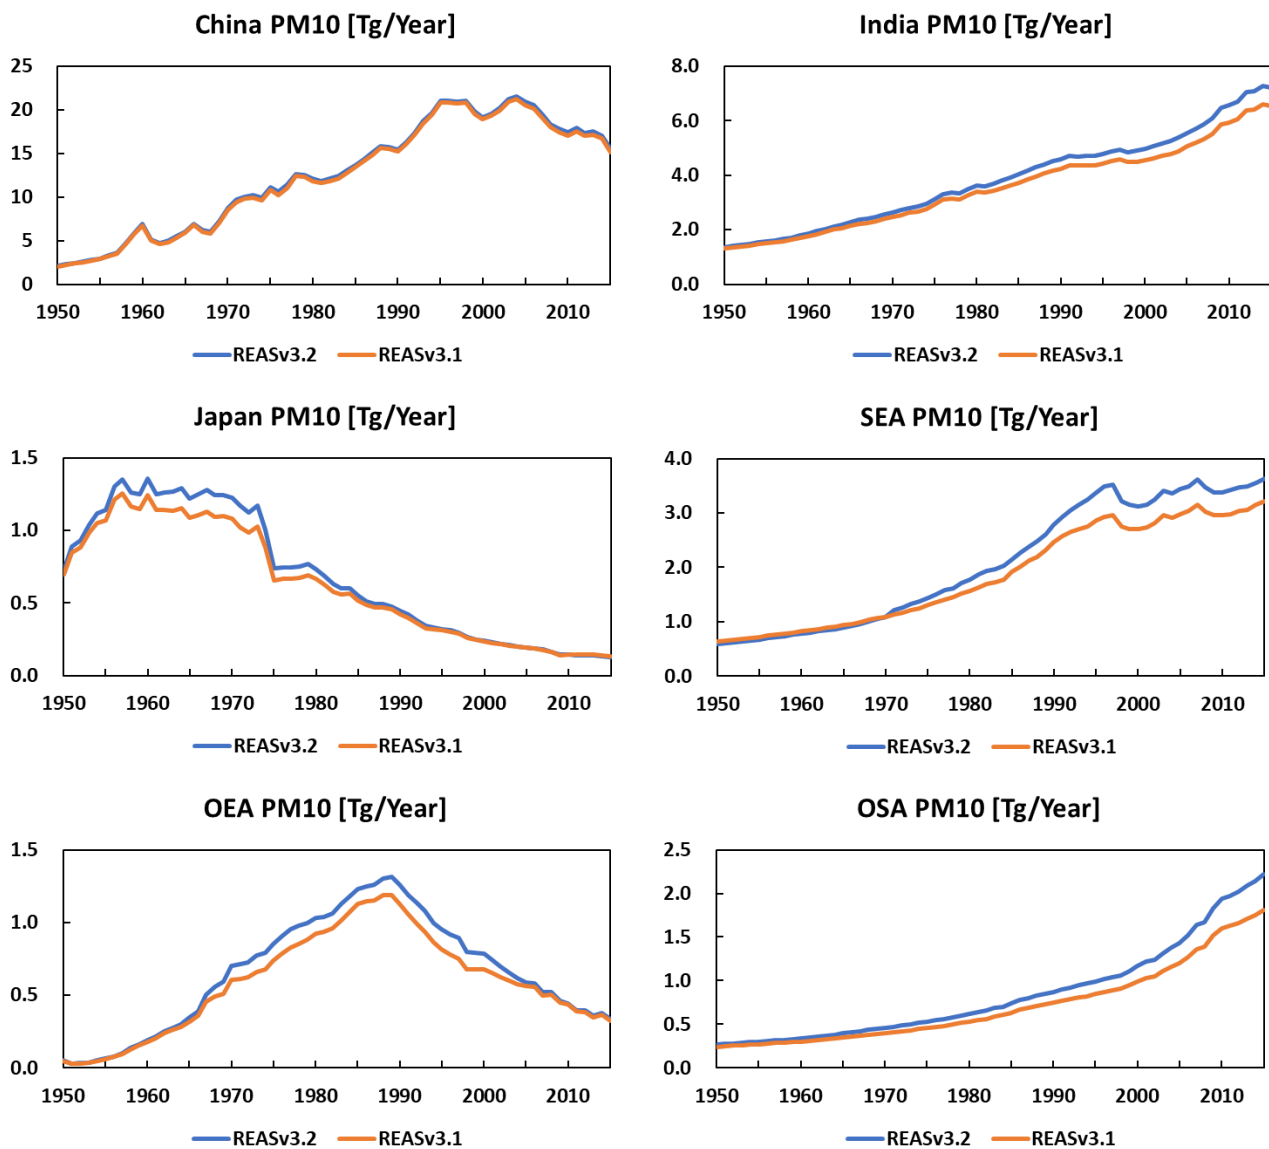 China PM10 [Tg/Year]
25
20
15
10
5
0
1950 1960 1970 1980 1990 2000 2010
REASv3.2 REASv3.1
India PM10 [Tg/Year]
8.0
6.0
4.0
2.0
0.0
1950 1960 1970 1980 1990 2000 2010
REASv3.2 REASv3.1
Japan PM10 [Tg/Year]
1.5
1.0
0.5
0.0
1950 1960 1970 1980 1990 2000 2010
REASv3.2 REASv3.1
SEA PM10 [Tg/Year]
4.0
3.0
2.0
1.0
0.0
1950 1960 1970 1980 1990 2000 2010
REASv3.2 REASv3.1
OEA PM10 [Tg/Year]
1.5
1.0
0.5
0.0
1950 1960 1970 1980 1990 2000 2010
REASv3.2 REASv3.1
OSA PM10 [Tg/Year]
2.5
2.0
1.5
1.0
0.5
0.0
1950 1960 1970 1980 1990 2000 2010
REASv3.2 REASv3.1